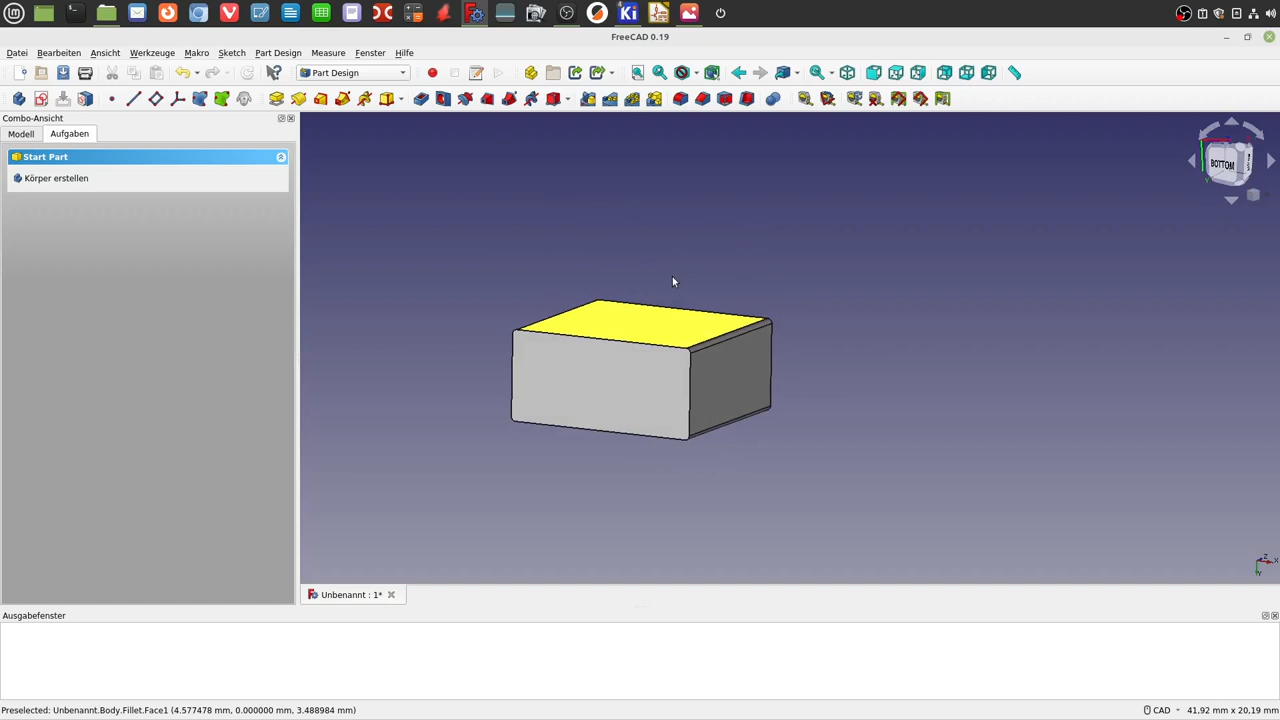 FreeCAD 0.19
Datei Bearbeiten Ansicht Werkzeuge Makro Sketch Part Design Measure Fenster Hilfe
Part Design
Combo-Ansicht
Modell Aufgaben
Start Part
Körper erstellen
BOTTOM
Unbenannt : 1*
Ausgabefenster
Preselected: Unbenannt.Body.Fillet.Face1 (4.577478 mm, 0.000000 mm, 3.488984 mm)
CAD
41,92 mm x 20,19 mm